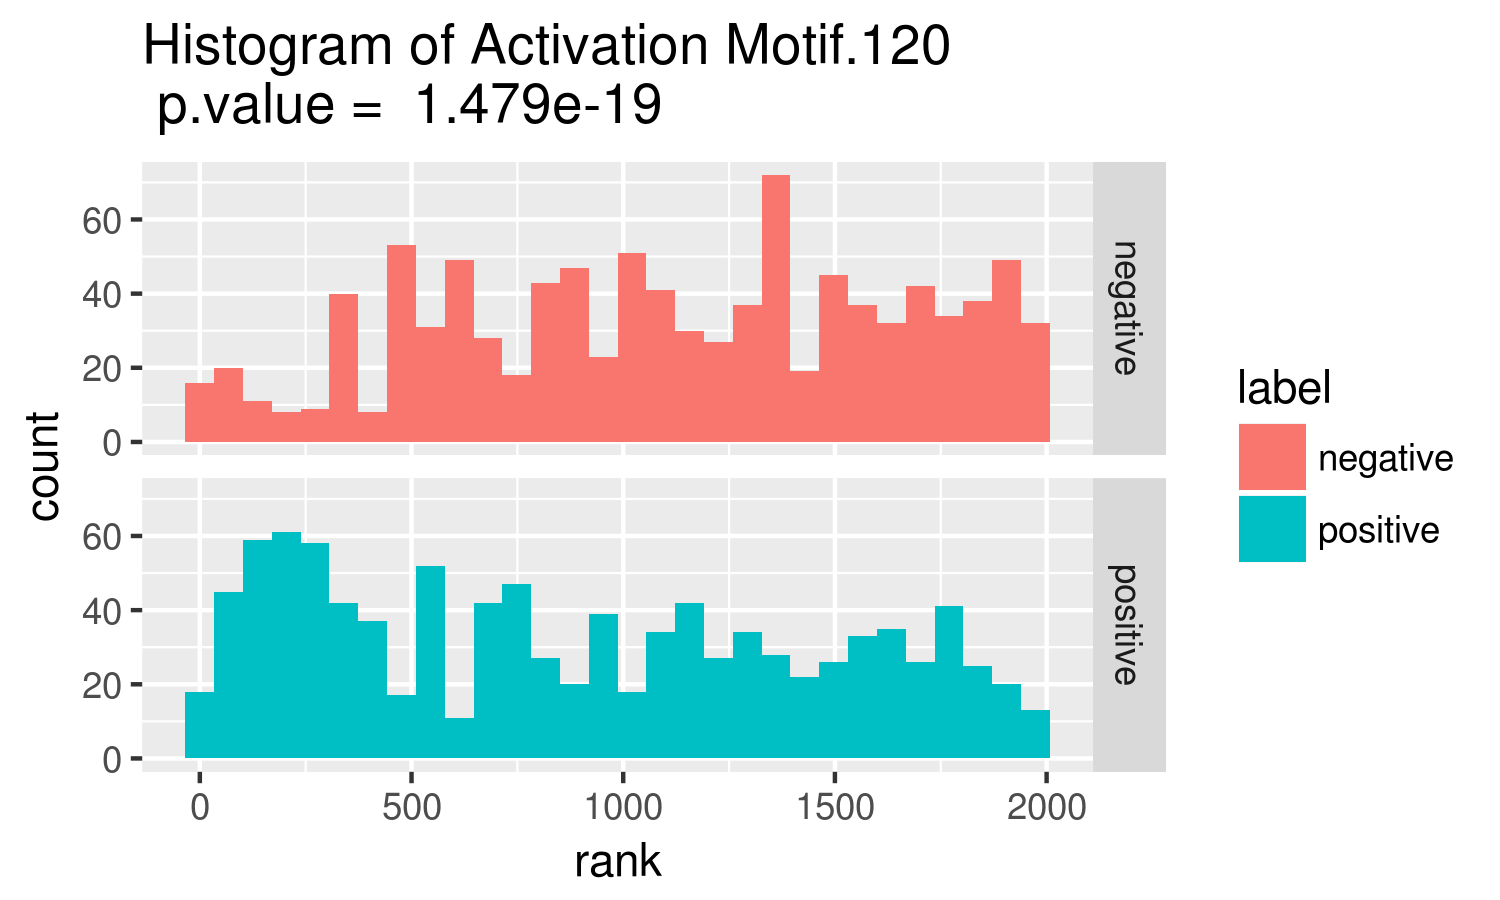 Histogram of Activation Motif.120
p.value = 1.479e-19
60
40
20
0
negative
60
40
20
0
positive
count
0 500 1000 1500 2000
rank
label
negative
positive